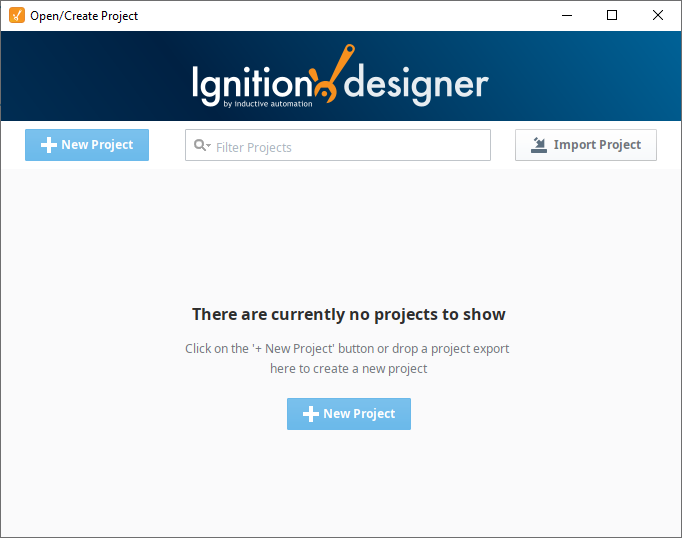 Open/Create Project
Ignition designer
by inductive automation
New Project
Filter Projects
Import Project
There are currently no projects to show
Click on the '+ New Project' button or drop a project export
here to create a new project
New Project